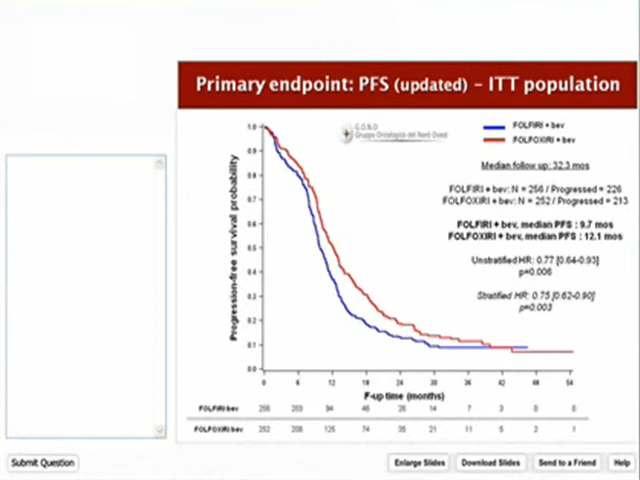 Primary endpoint: PFS (updated) – ITT population
G.O.N.O
Gruppo Oncologico del Nord Ovest
FOLFIRI + bev
FOLFOXIRI + bev
Median follow up: 32.3 mos
FOLFIRI + bev: N = 256 / Progressed = 226
FOLFOXIRI + bev: N = 252 / Progressed = 213
FOLFIRI + bev, median PFS : 9.7 mos
FOLFOXIRI + bev, median PFS : 12.1 mos
Unstratified HR: 0.77 [0.64-0.93]
p=0.006
Stratified HR: 0.75 [0.62-0.90]
p=0.003
Progression-free survival probability
1.0
0.9
0.8
0.7
0.6
0.5
0.4
0.3
0.2
0.1
0.0
0 6 12 18 24 30 36 42 48 54
F-up time (months)
FOLFIRI bev 256 203 94 46 26 14 7 3 0 0
FOLFOXIRI bev 252 208 125 74 35 21 11 5 2 1
Submit Question
Enlarge Slides Download Slides Send to a Friend Help